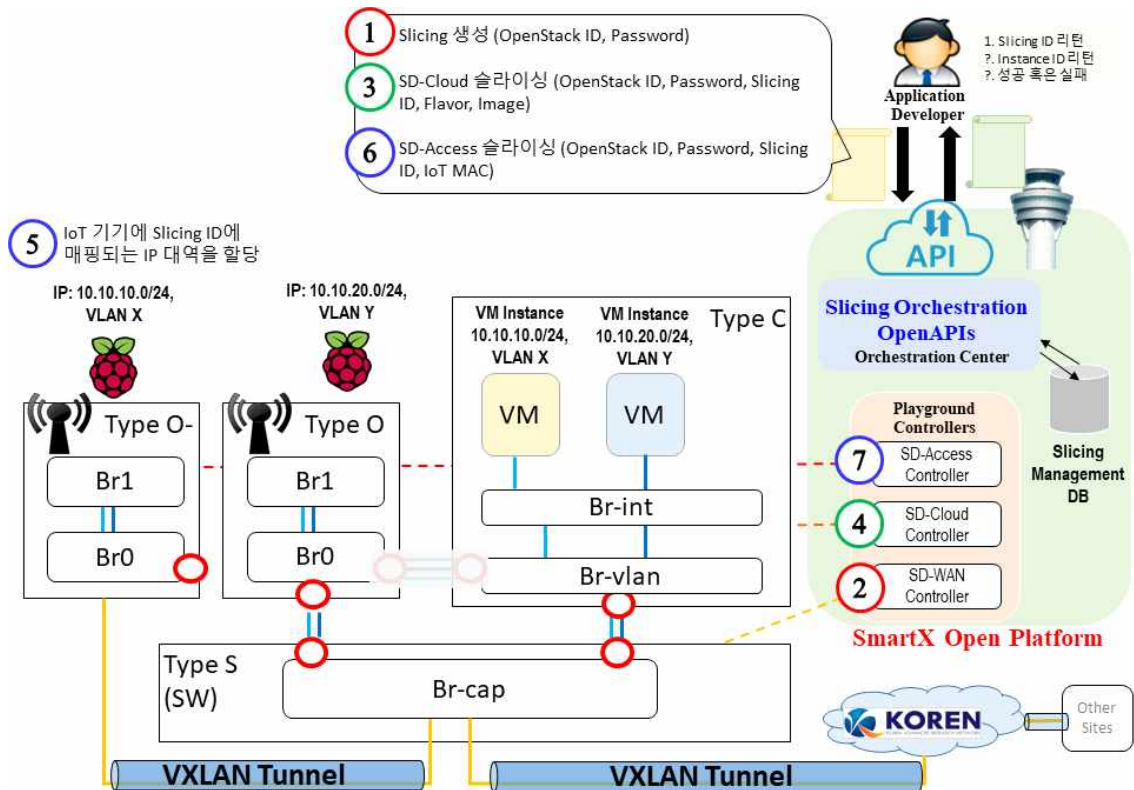 1 Slicing 생성 (OpenStack ID, Password)
3 SD-Cloud 슬라이싱 (OpenStack ID, Password, Slicing
ID, Flavor, Image)
6 SD-Access 슬라이싱 (OpenStack ID, Password, Slicing
ID, IoT MAC)
1. Slicing ID 리턴
?. Instance ID 리턴
?. 성공 혹은 실패
Application
Developer
API
Slicing Orchestration
OpenAPIs
Orchestration Center
Playground
Controllers
7 SD-Access
Controller
4 SD-Cloud
Controller
2 SD-WAN
Controller
Slicing
Management
DB
SmartX Open Platform
5 IoT 기기에 Slicing ID에
매핑되는 IP 대역을 할당
IP: 10.10.10.0/24,
VLAN X
IP: 10.10.20.0/24,
VLAN Y
Type O-
Br1
Br0
Type O
Br1
Br0
VM Instance
10.10.10.0/24,
VLAN X
VM Instance
10.10.20.0/24,
VLAN Y
Type C
VM
VM
Br-int
Br-vlan
Type S
(SW)
Br-cap
VXLAN Tunnel
VXLAN Tunnel
KOREN
Other
Sites